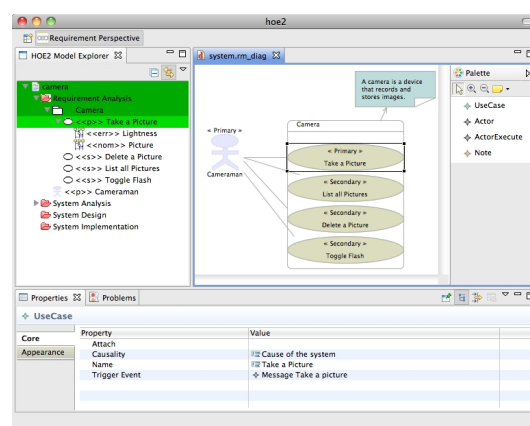 hoe2
Requirement Perspective
HOE2 Model Explorer
camera
Requirement Analysis
Camera
<<p>> Take a Picture
<<err>> Lightness
<<nom>> Picture
<<s>> Delete a Picture
<<s>> List all Pictures
<<s>> Toggle Flash
<<p>> Cameraman
System Analysis
System Design
System Implementation
system.rm_diag
A camera is a device
that records and
stores images.
Camera
« Primary »
Cameraman
« Primary »
Take a Picture
« Secondary »
List all Pictures
« Secondary »
Delete a Picture
« Secondary »
Toggle Flash
Palette
UseCase
Actor
ActorExecute
Note
Properties
Problems
UseCase
Core
Appearance
Property Value
Attach
Causality Cause of the system
Name Take a Picture
Trigger Event Message Take a picture